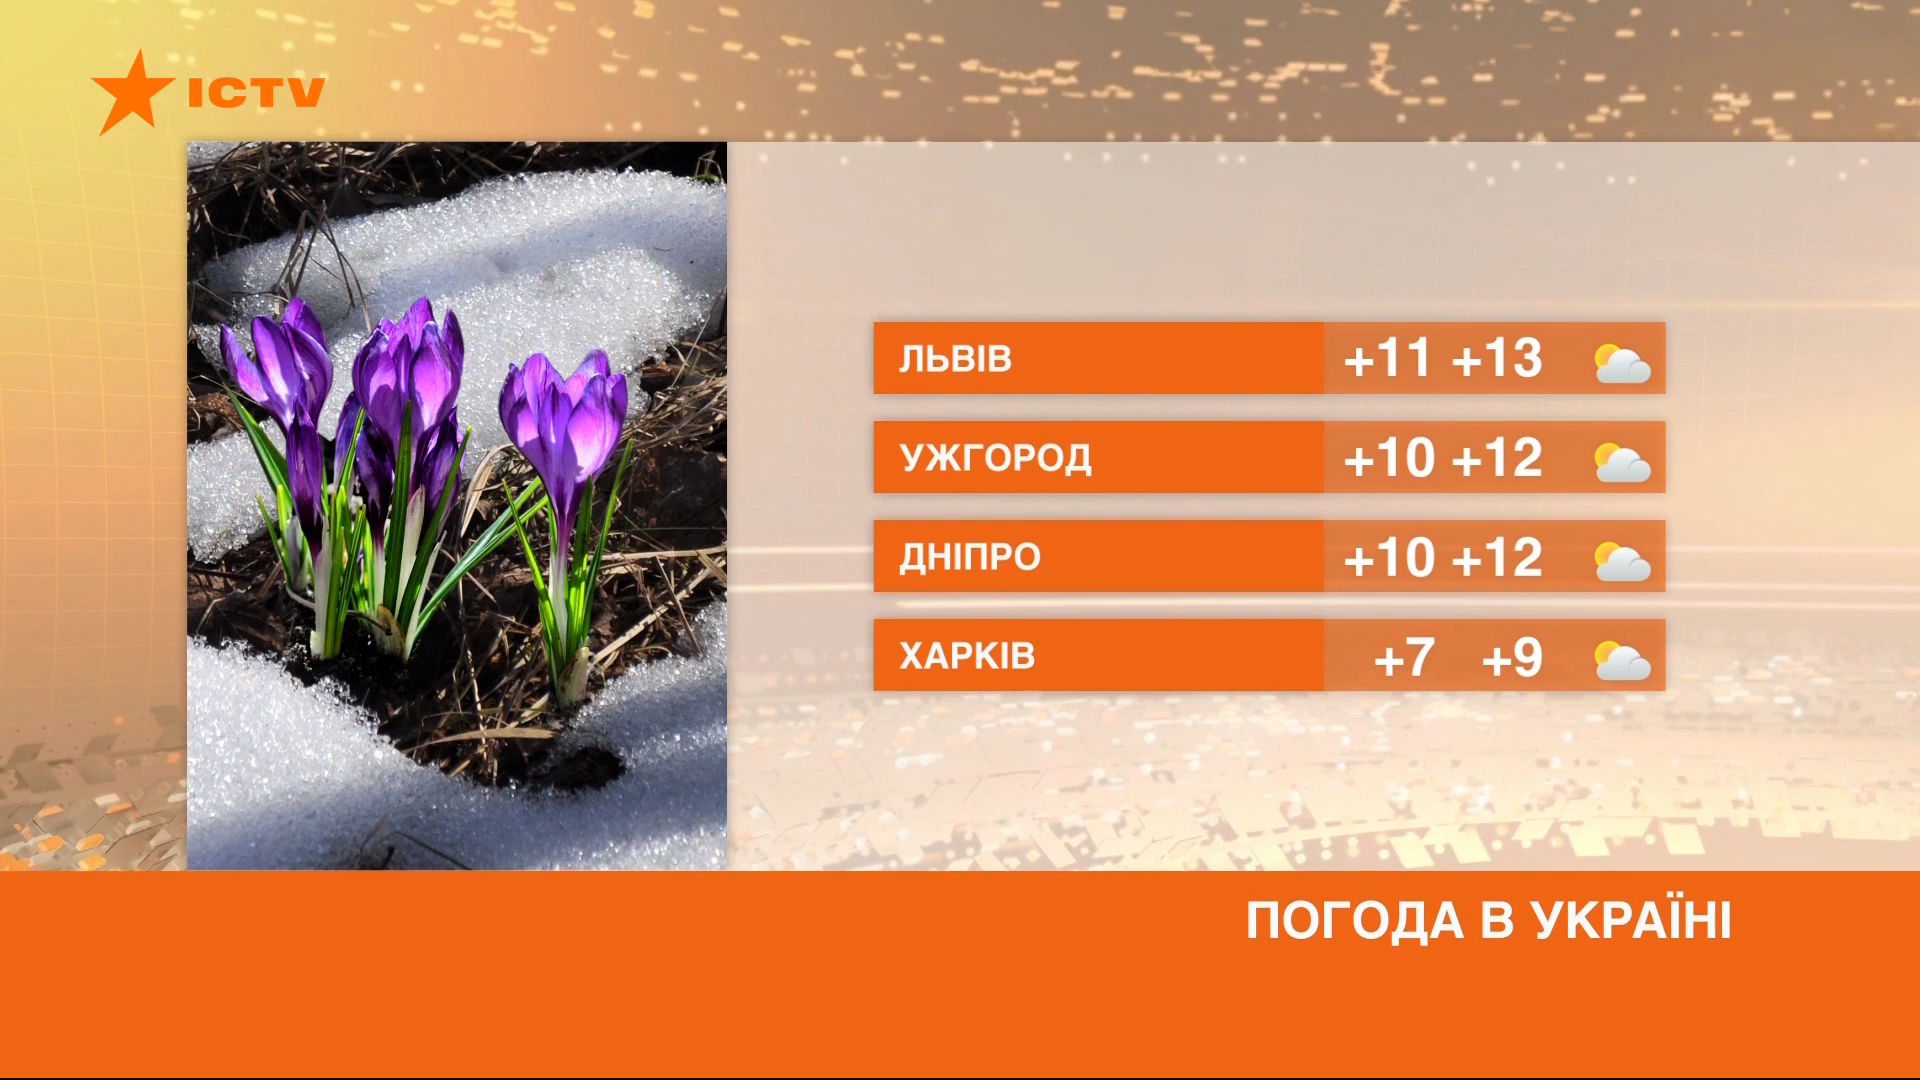 ICTV
ЛЬВІВ +11 +13
УЖГОРОД +10 +12
ДНІПРО +10 +12
ХАРКІВ +7 +9
ПОГОДА В УКРАЇНІ